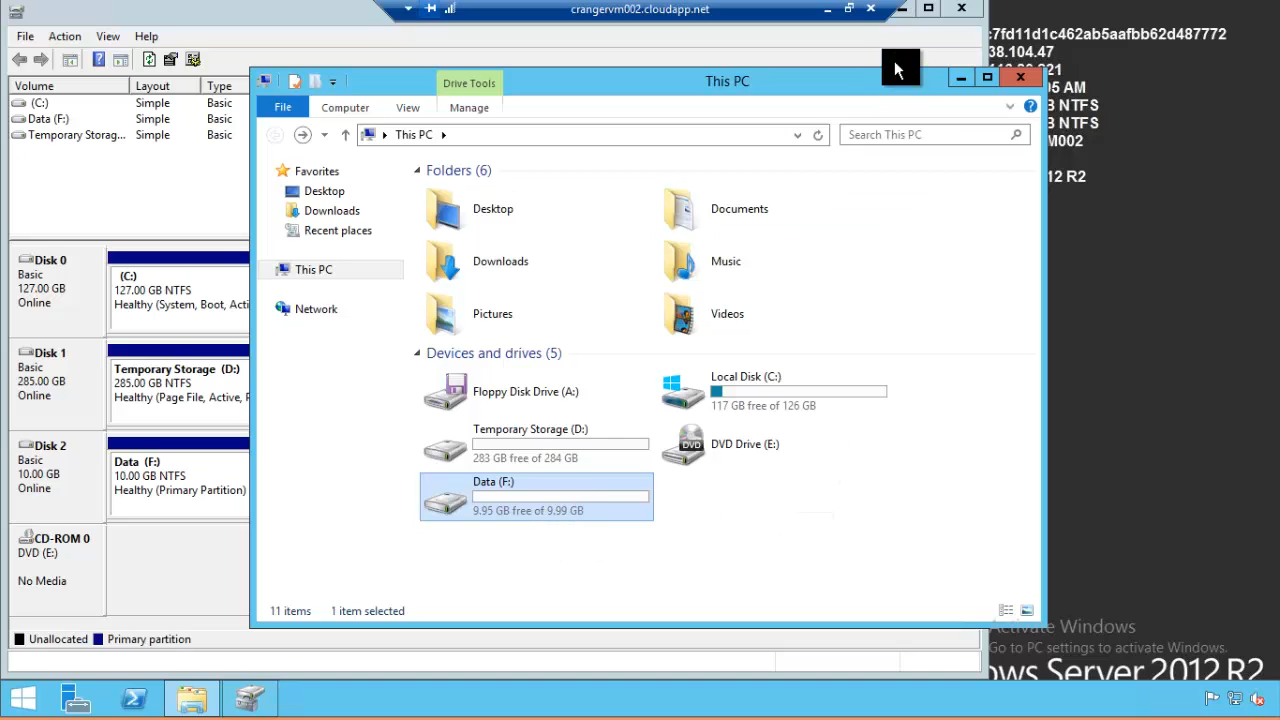 crangervm002.cloudapp.net
File Action View Help
:7fd11d1c462ab5aafbb62d487772
38.104.47
05 AM
B NTFS
B NTFS
M002
12 R2
Volume Layout Type
(C:) Simple Basic
Data (F:) Simple Basic
Temporary Storag... Simple Basic
Disk 0
Basic
127.00 GB
Online
(C:)
127.00 GB NTFS
Healthy (System, Boot, Acti
Disk 1
Basic
285.00 GB
Online
Temporary Storage (D:)
285.00 GB NTFS
Healthy (Page File, Active, P
Disk 2
Basic
10.00 GB
Online
Data (F:)
10.00 GB NTFS
Healthy (Primary Partition)
CD-ROM 0
DVD (E:)
No Media
Unallocated Primary partition
Drive Tools
This PC
File Computer View Manage
This PC
Search This PC
Favorites
Desktop
Downloads
Recent places
This PC
Network
Folders (6)
Desktop
Documents
Downloads
Music
Pictures
Videos
Devices and drives (5)
Floppy Disk Drive (A:)
Local Disk (C:)
117 GB free of 126 GB
Temporary Storage (D:)
283 GB free of 284 GB
DVD Drive (E:)
DVD
Data (F:)
9.95 GB free of 9.99 GB
11 items 1 item selected
Activate Windows
Go to PC settings to activate Windows.
ows Server 2012 R2